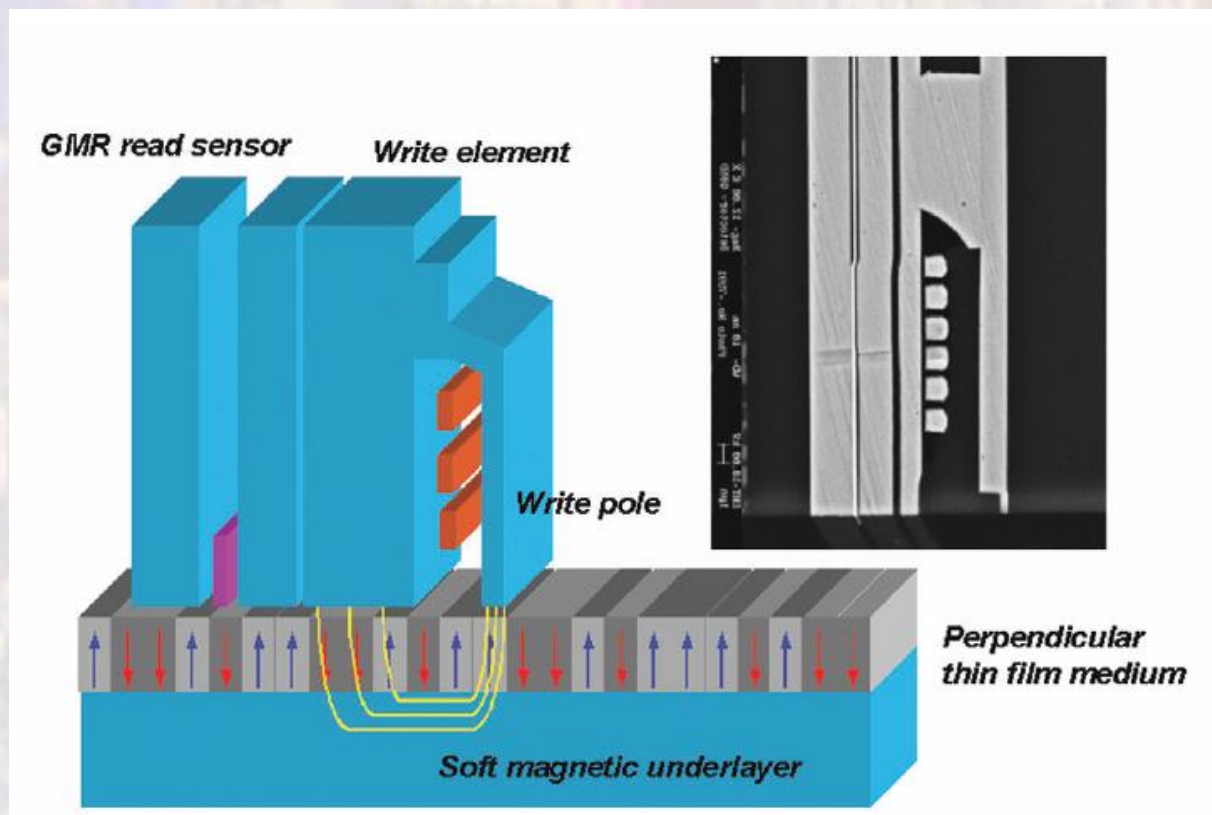 GMR read sensor
Write element
Write pole
Perpendicular
thin film medium
Soft magnetic underlayer